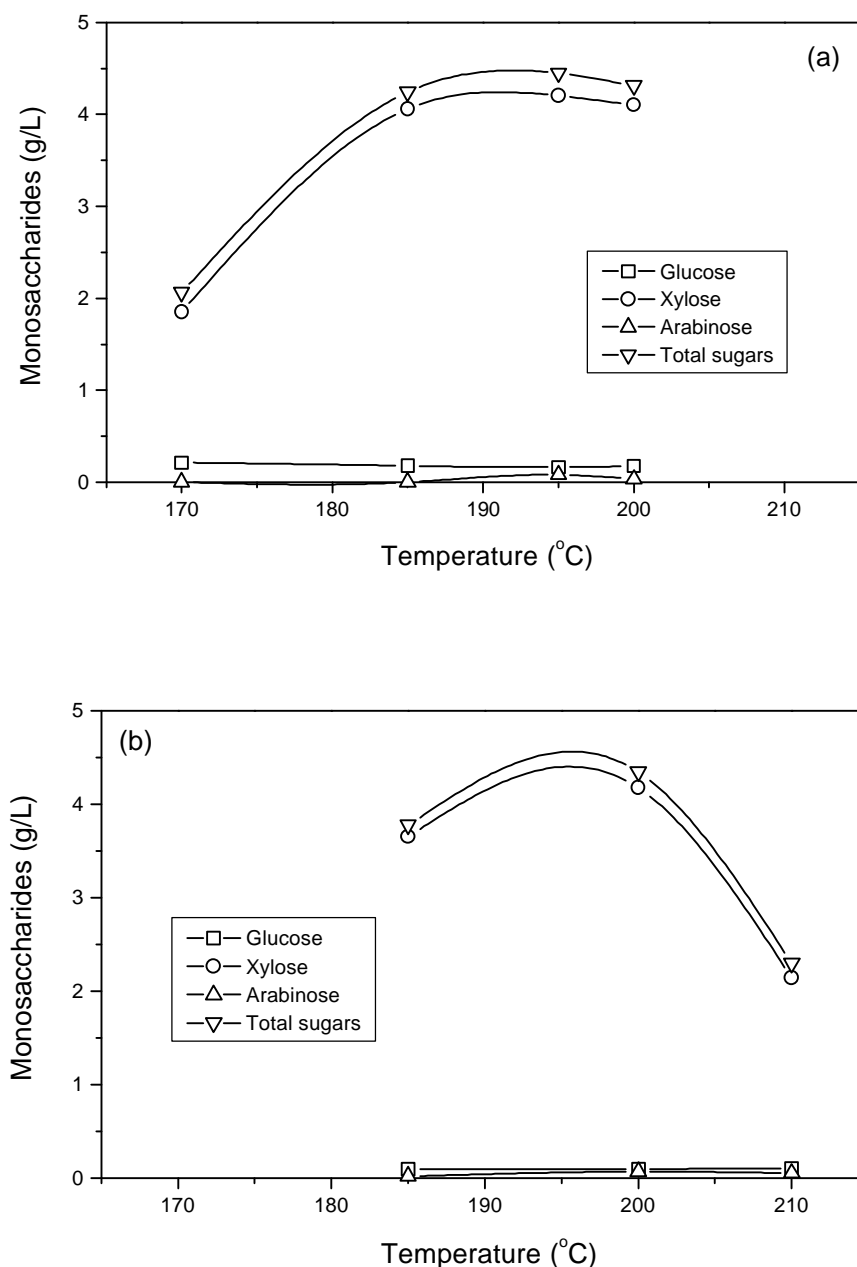 5
(a)
4
3
2
1
0
Monosaccharides (g/L)
Glucose
Xylose
Arabinose
Total sugars
170 180 190 200 210
Temperature (°C)
5
(b)
4
3
2
1
0
Monosaccharides (g/L)
Glucose
Xylose
Arabinose
Total sugars
170 180 190 200 210
Temperature (°C)